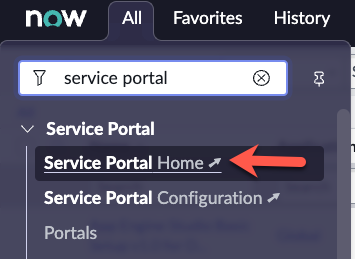 now All Favorites History
service portal
Service Portal
Service Portal Home
Service Portal Configuration
Portals